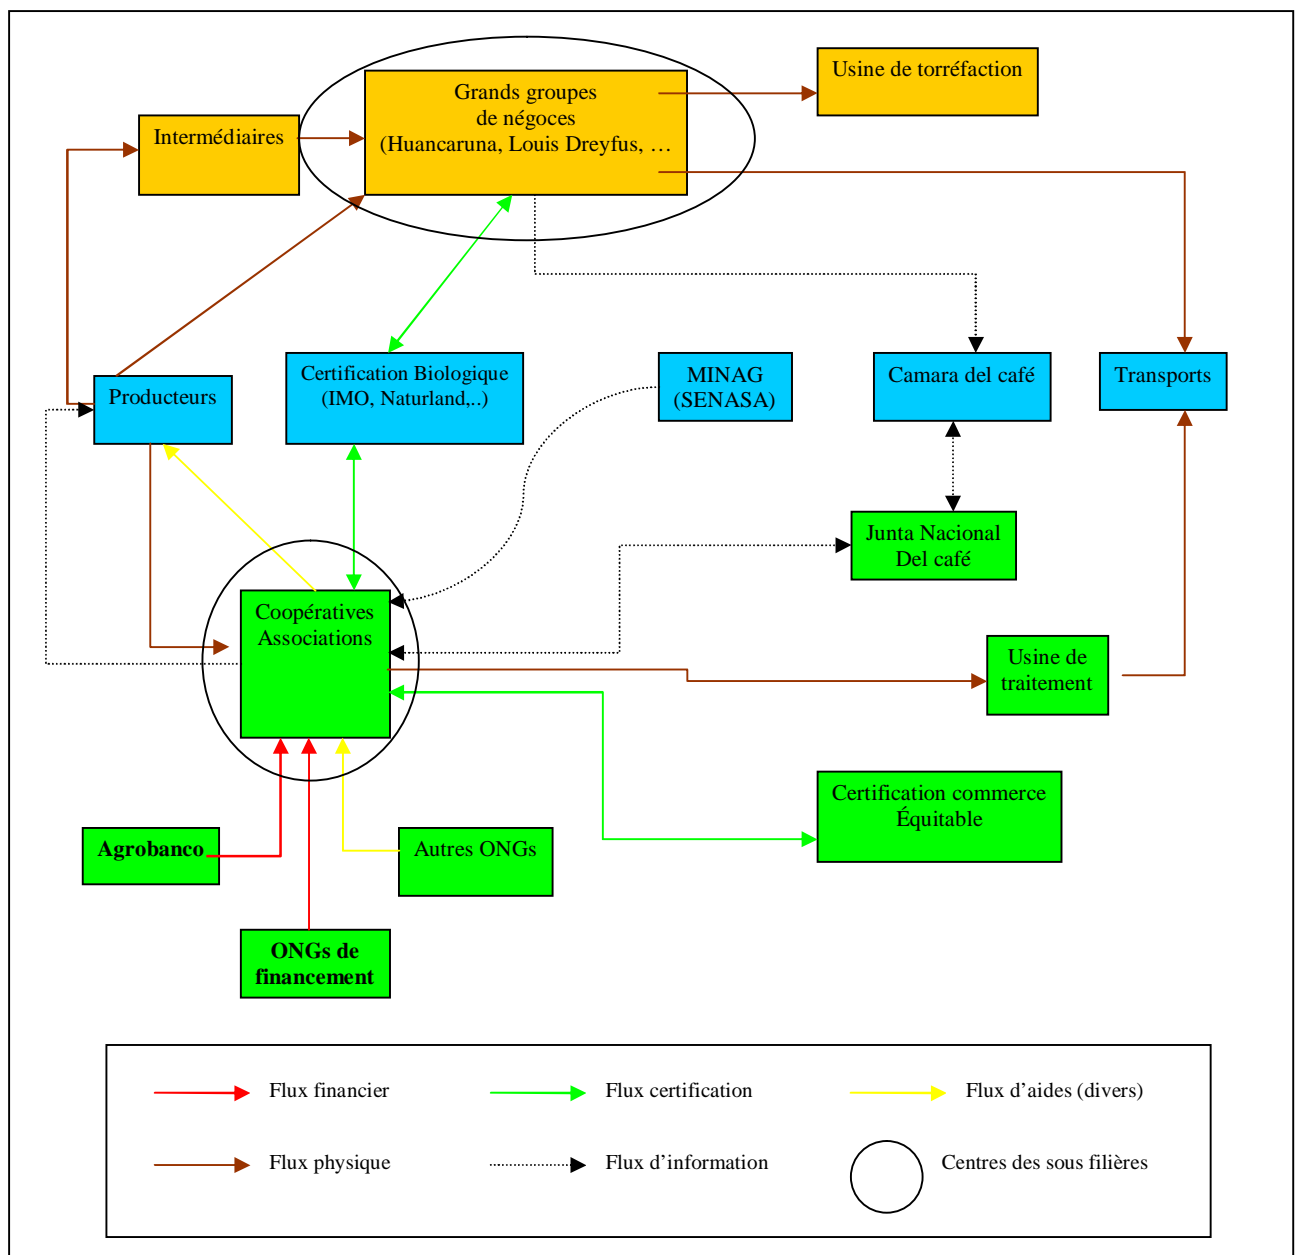 Usine de torréfaction
Grands groupes
de négoces
(Huancaruna, Louis Dreyfus, …
Intermédiaires
Certification Biologique
(IMO, Naturland,..)
MINAG
(SENASA)
Camara del café
Transports
Producteurs
Junta Nacional
Del café
Coopératives
Associations
Usine de
traitement
Certification commerce
Équitable
Agrobanco
Autres ONGs
ONGs de
financement
Flux financier
Flux certification
Flux d'aides (divers)
Flux physique
Flux d'information
Centres des sous filières